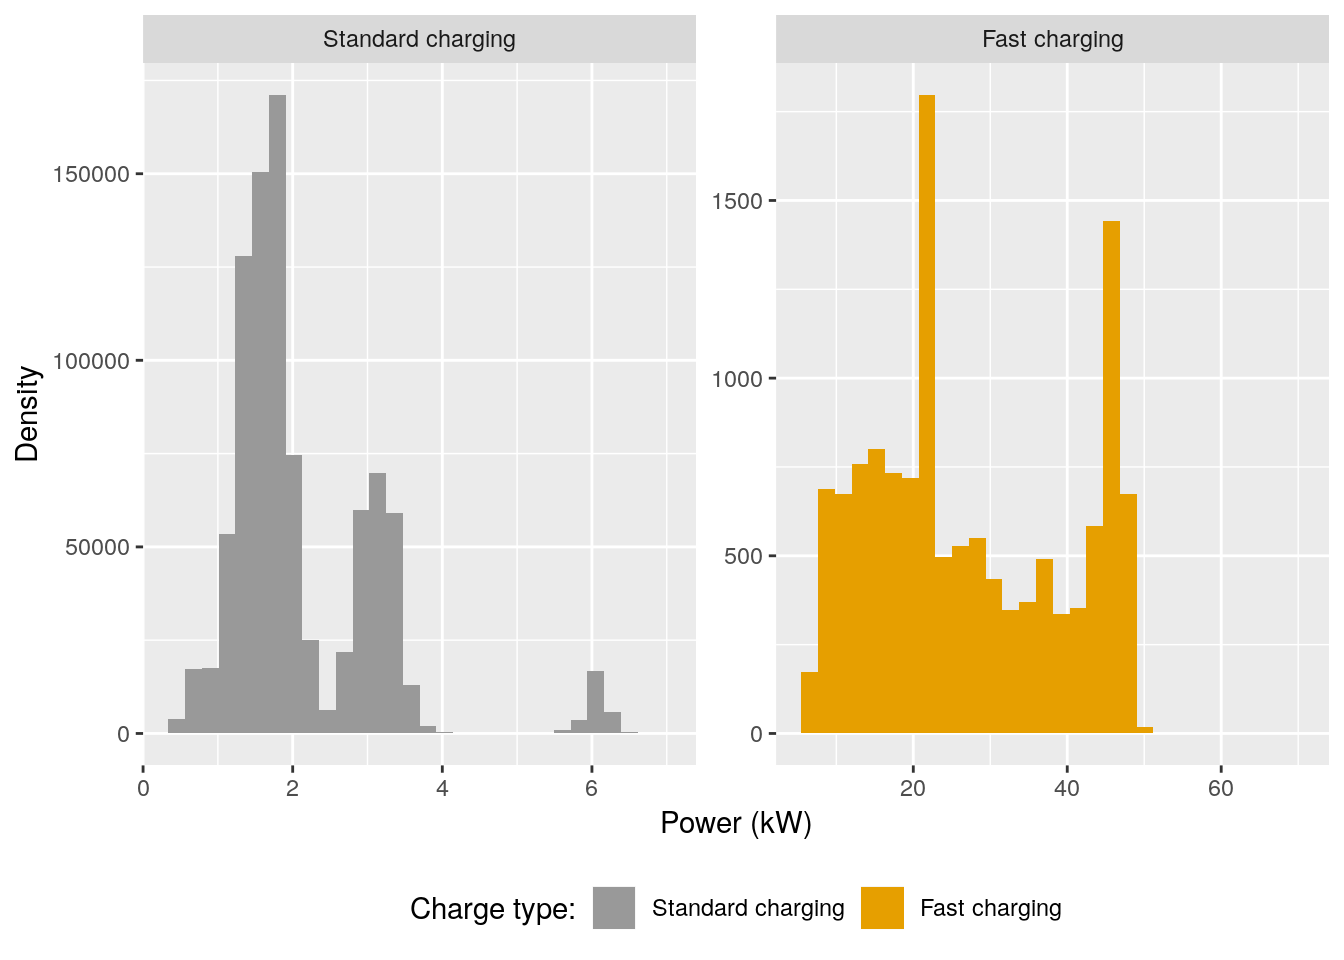 Standard charging
Fast charging
Density
150000
100000
50000
0
1500
1000
500
0
0 2 4 6
20 40 60
Power (kW)
Charge type: Standard charging Fast charging